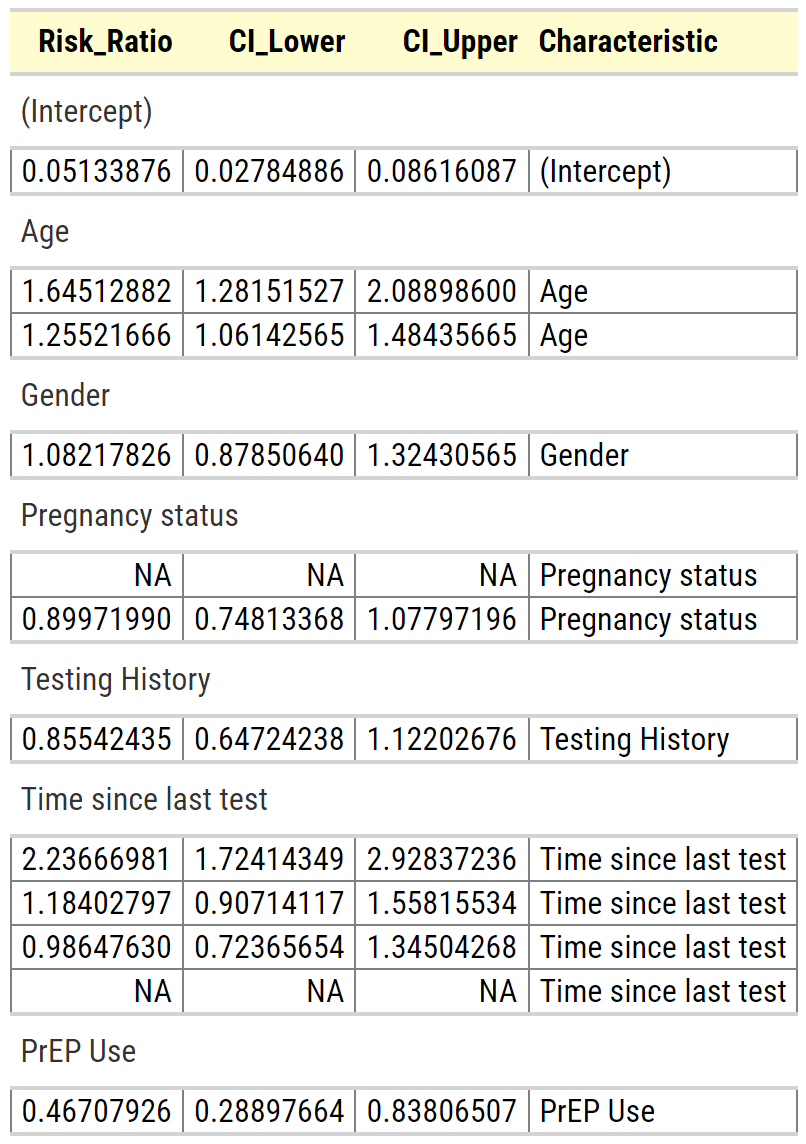 Risk_Ratio CI_Lower CI_Upper Characteristic
(Intercept)
0.05133876 0.02784886 0.08616087 (Intercept)
Age
1.64512882 1.28151527 2.08898600 Age
1.25521666 1.06142565 1.48435665 Age
Gender
1.08217826 0.87850640 1.32430565 Gender
Pregnancy status
NA NA NA Pregnancy status
0.89971990 0.74813368 1.07797196 Pregnancy status
Testing History
0.85542435 0.64724238 1.12202676 Testing History
Time since last test
2.23666981 1.72414349 2.92837236 Time since last test
1.18402797 0.90714117 1.55815534 Time since last test
0.98647630 0.72365654 1.34504268 Time since last test
NA NA NA Time since last test
PrEP Use
0.46707926 0.28897664 0.83806507 PrEP Use